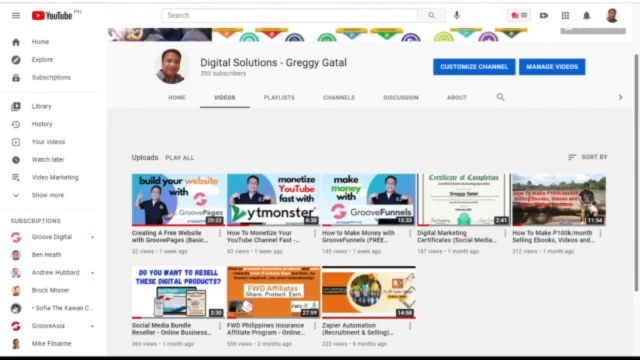 YouTube PH
Search
Home
Explore
Subscriptions
Library
History
Your videos
Watch later
Video Marketing
Show more
SUBSCRIPTIONS
Groove Digital
Ben Heath
Andrew Hubbard
Brock Misner
• Sofia The Kawaii C...
GrooveAsia
Mike Filsaime
Digital Solutions - Greggy Gatal
353 subscribers
CUSTOMIZE CHANNEL
MANAGE VIDEOS
HOME VIDEOS PLAYLISTS CHANNELS DISCUSSION ABOUT
Uploads PLAY ALL
SORT BY
build your website
with
GroovePages
20:22
Creating A Free Website
with GroovePages (Basic...
32 views • 1 week ago
monetize
YouTube
fast with
ytmonster
6:30
How To Monetize Your
YouTube Channel Fast -...
43 views • 1 week ago
make
money
with
GrooveFunnels
How to Make Money with
GrooveFunnels (FREE...
145 views • 1 week ago
Certificate of Completion
Greggy Gatal
2:41
Digital Marketing
Certificates (Social Media...
187 views • 1 month ago
How To Make P100k/month
Selling Ebooks, Videos and
11:54
How To Make P100k/month
Selling Ebooks, Videos and...
312 views • 1 month ago
DO YOU WANT TO RESELL
THESE DIGITAL PRODUCTS?
2:30
Social Media Bundle
Reseller - Online Business...
365 views • 1 month ago
FWD Affiliates
Share. Protect. Earn.
27:59
FWD Philippines Insurance
Affiliate Program - Online...
559 views • 2 months ago
14:58
Zapier Automation
(Recruitment & Selling)...
223 views • 9 months ago